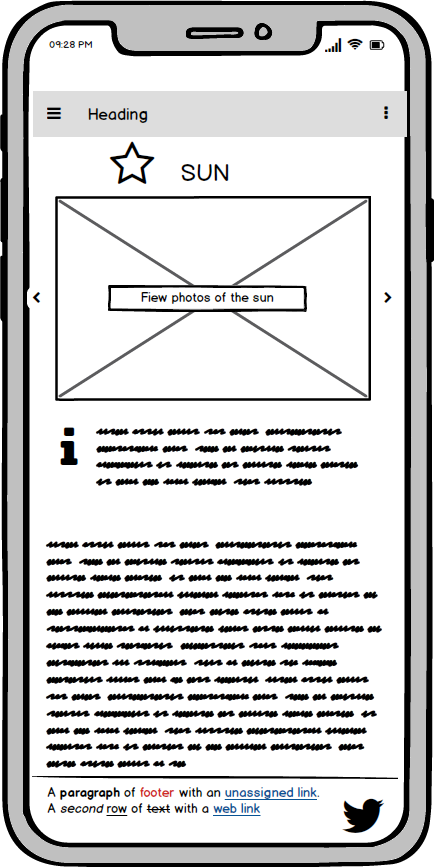 09:28 PM
Heading
SUN
Fiew photos of the sun
A paragraph of footer with an unassigned link.
A second row of text with a web link